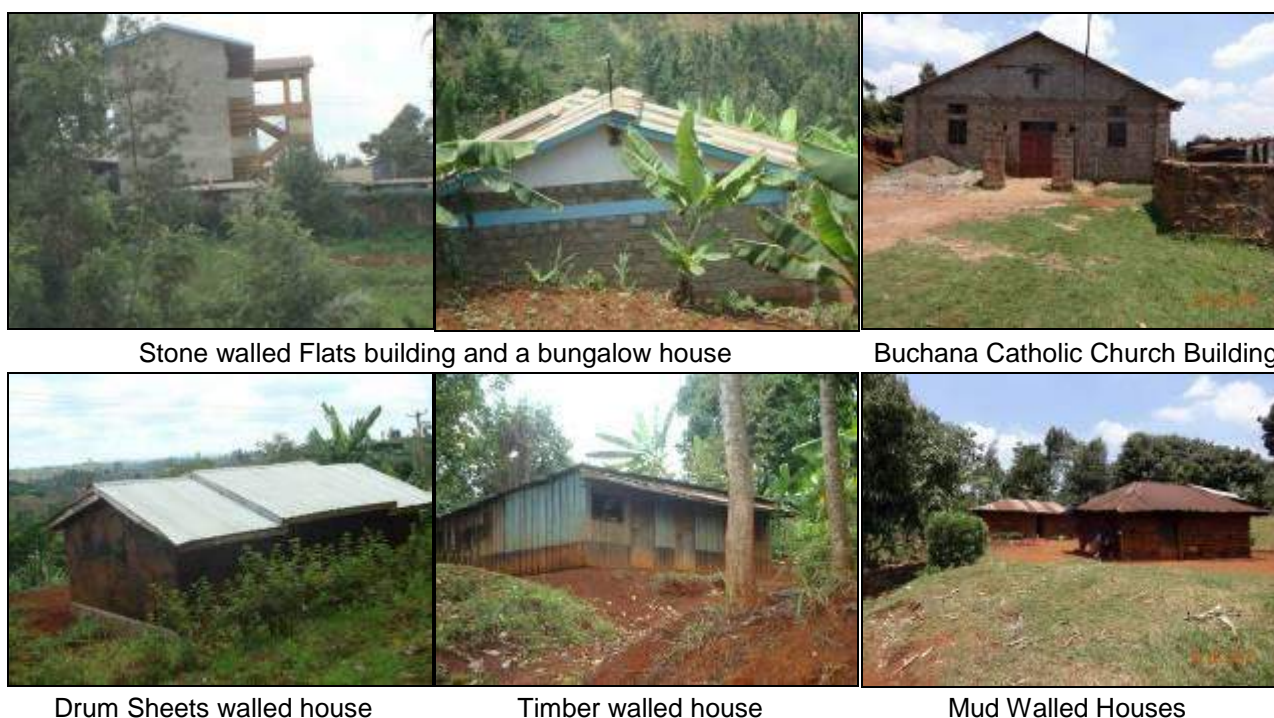 Stone walled Flats building and a bungalow house
Buchana Catholic Church Building
Drum Sheets walled house
Timber walled house
Mud Walled Houses